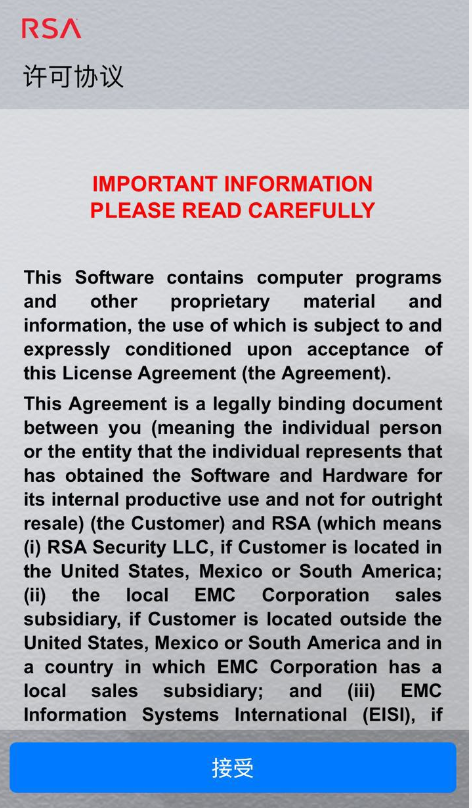 RSA
许可协议
IMPORTANT INFORMATION
PLEASE READ CAREFULLY
This Software contains computer programs
and other proprietary material and
information, the use of which is subject to and
expressly conditioned upon acceptance of
this License Agreement (the Agreement).
This Agreement is a legally binding document
between you (meaning the individual person
or the entity that the individual represents that
has obtained the Software and Hardware for
its internal productive use and not for outright
resale) (the Customer) and RSA (which means
(i) RSA Security LLC, if Customer is located in
the United States, Mexico or South America;
(ii) the local EMC Corporation sales
subsidiary, if Customer is located outside the
United States, Mexico or South America and in
a country in which EMC Corporation has a
local sales subsidiary; and (iii) EMC
Information Systems International (EISI), if
接受